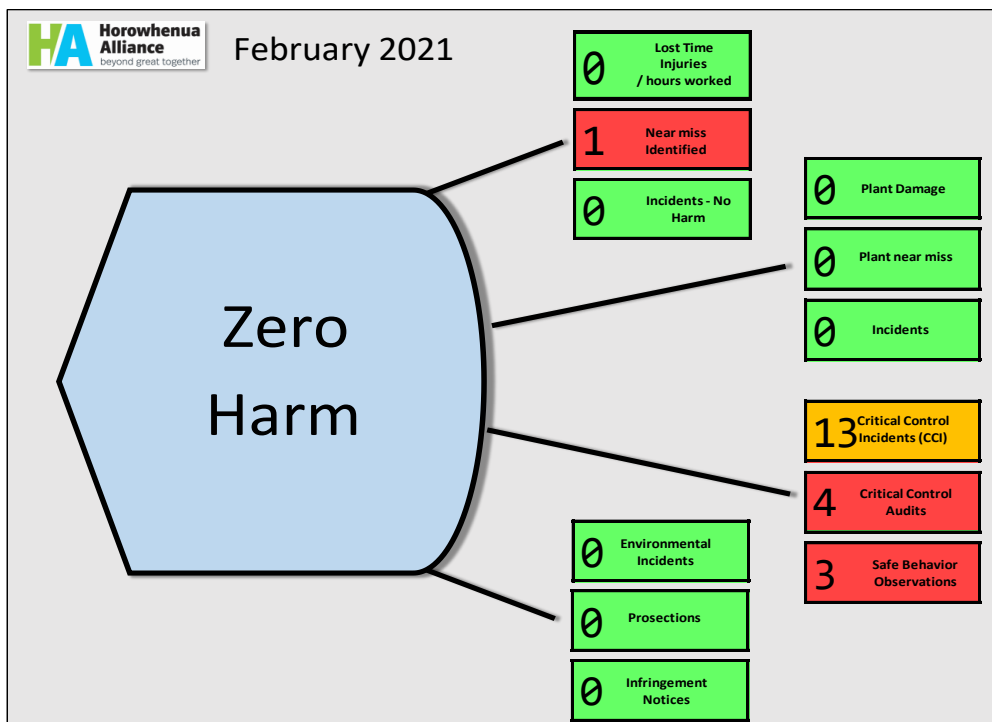 HA
Horowhenua
Alliance
beyond great together
February 2021
0
Lost Time
Injuries
/ hours worked
1
Near miss
Identified
0
Incidents - No
Harm
0
Plant Damage
0
Plant near miss
0
Incidents
Zero
Harm
13
Critical Control
Incidents (CCI)
4
Critical Control
Audits
3
Safe Behavior
Observations
0
Environmental
Incidents
0
Prosections
0
Infringement
Notices